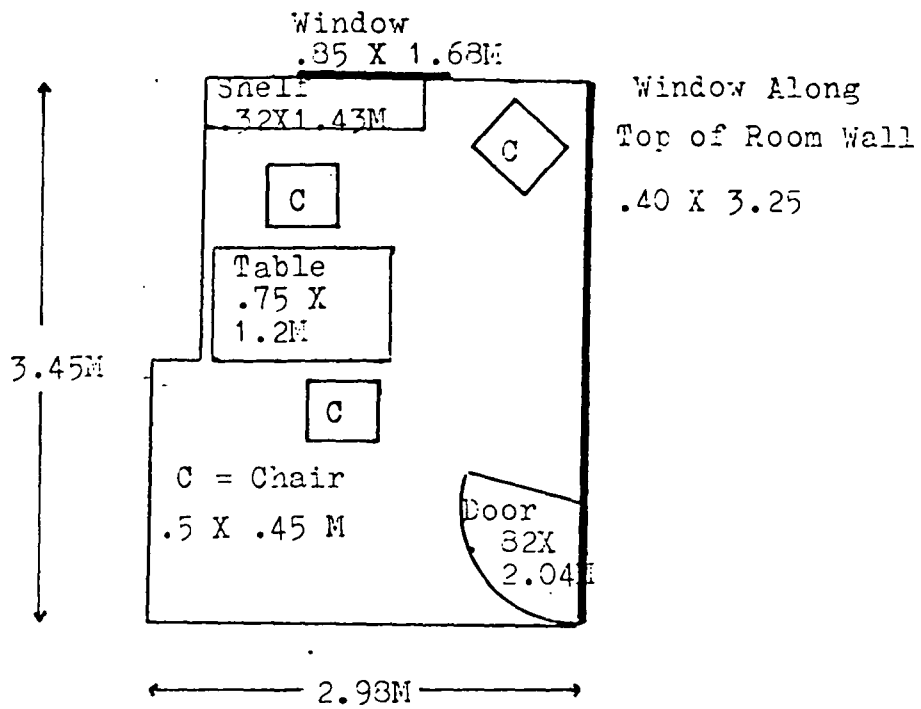 Window
.85 X 1.68M
Shelf
.32X1.43M
Window Along
Top of Room Wall
.40 X 3.25
C
C
Table
.75 X
1.2M
3.45M
C
C = Chair
.5 X .45 M
Door
.82X
2.04M
2.98M